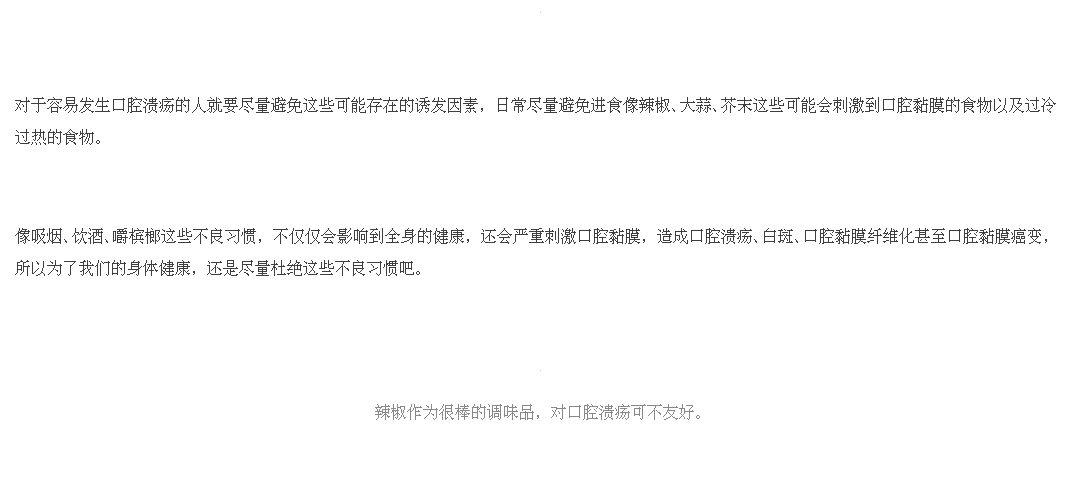 对于容易发生口腔溃疡的人就要尽量避免这些可能存在的诱发因素，日常尽量避免进食像辣椒、大蒜、芥末这些可能会刺激到口腔黏膜的食物以及过冷
过热的食物。
像吸烟、饮酒、嚼槟榔这些不良习惯，不仅仅会影响到全身的健康，还会严重刺激口腔黏膜，造成口腔溃疡、白斑、口腔黏膜纤维化甚至口腔黏膜癌变，
所以为了我们的身体健康，还是尽量杜绝这些不良习惯吧。
辣椒作为很棒的调味品，对口腔溃疡可不友好。